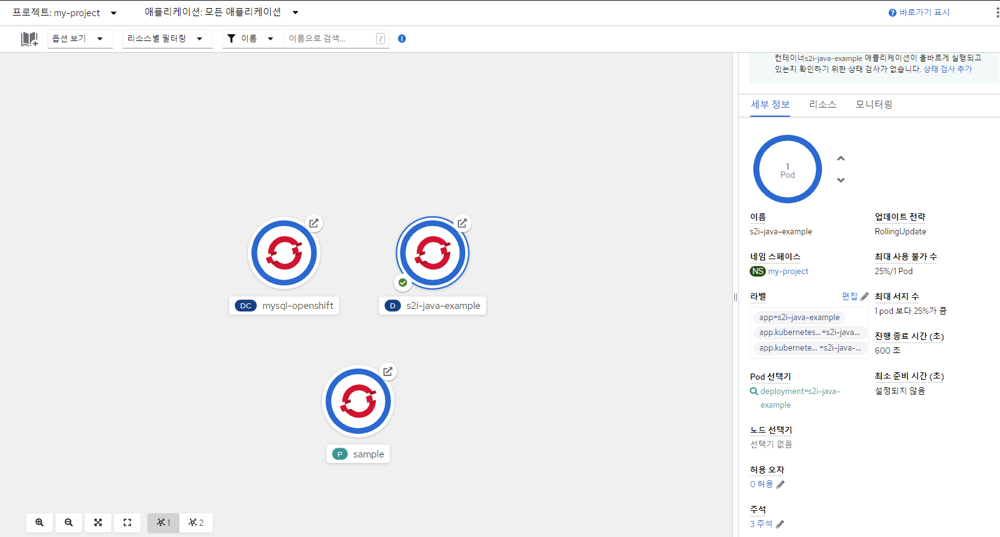 프로젝트: my-project
애플리케이션: 모든 애플리케이션
바로가기 표시
옵션 보기
리소스별 필터링
이름
이름으로 검색...
/
컨테이너s2i-java-example 애플리케이션이 올바르게 실행되고
있는지 확인하기 위한 상태 검사가 없습니다. 상태 검사 추가
세부 정보
리소스
모니터링
1
Pod
이름
s2i-java-example
업데이트 전략
RollingUpdate
네임 스페이스
NS my-project
최대 사용 불가 수
25%/1 Pod
라벨
편집
app=s2i-java-example
app.kubernetes... =s2i-java...
app.kubernete... =s2i-java-...
최대 서지 수
1 pod 보다 25%가 큼
진행 종료 시간 (초)
600 초
Pod 선택기
deployment=s2i-java-
example
최소 준비 시간 (초)
설정되지 않음
노드 선택기
선택기 없음
허용 오차
0 허용
주석
3 주석
DC mysql-openshift
D s2i-java-example
P sample
1
2